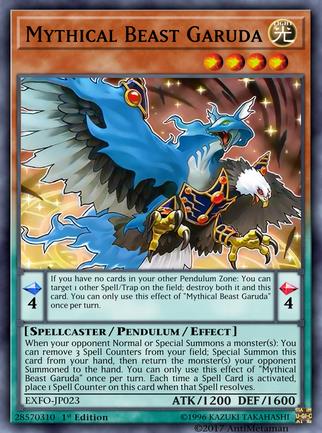 MYTHICAL BEAST GARUDA
LIGHT
光
If you have no cards in your other Pendulum Zone: You can
target 1 other Spell/Trap on the field; destroy both it and this
card. You can only use this effect of "Mythical Beast Garuda"
once per turn.
4
4
[SPELLCASTER / PENDULUM / EFFECT]
When your opponent Normal or Special Summons a monster(s): You
can remove 3 Spell Counters from your field; Special Summon this
card from your hand, then return the monster(s) your opponent
Summoned to the hand. You can only use this effect of "Mythical
Beast Garuda" once per turn. Each time a Spell Card is activated,
place 1 Spell Counter on this card when that Spell resolves.
EXFO-JP023
ATK/1200 DEF/1600
28570310
1st Edition
©1996 KAZUKI TAKAHASHI
©2017 AntiMetaman